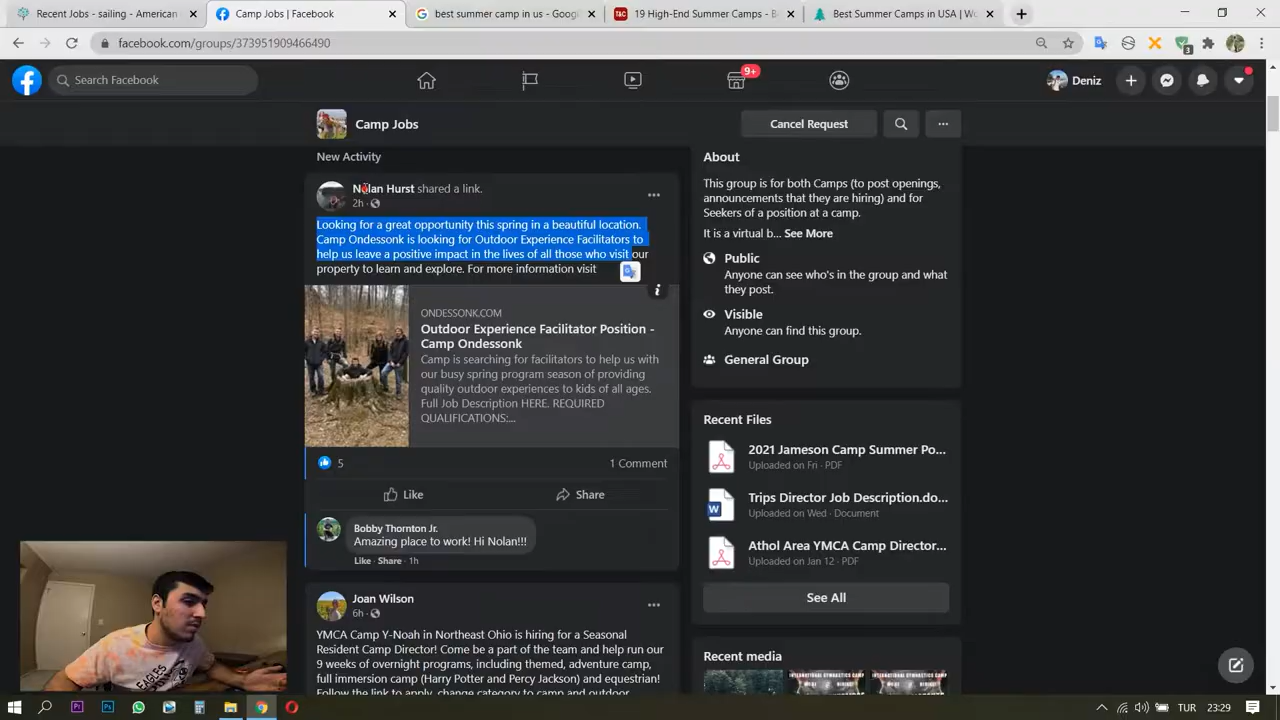 Recent Jobs - sailing - American
Camp Jobs | Facebook
best summer camp in us - Goog
19 High-End Summer Camps - B
Best Summer Camps in USA | W
facebook.com/groups/373951909466490
3
Search Facebook
9+
Deniz
Camp Jobs
Cancel Request
New Activity
Nolan Hurst shared a link.
2h
Looking for a great opportunity this spring in a beautiful location.
Camp Ondessonk is looking for Outdoor Experience Facilitators to
help us leave a positive impact in the lives of all those who visit our
property to learn and explore. For more information visit
ONDESSONK.COM
Outdoor Experience Facilitator Position -
Camp Ondessonk
Camp is searching for facilitators to help us with
our busy spring program season of providing
quality outdoor experiences to kids of all ages.
Full Job Description HERE. REQUIRED
QUALIFICATIONS:...
5
1 Comment
Like
Share
Bobby Thornton Jr.
Amazing place to work! Hi Nolan!!!
Like · Share · 1h
Joan Wilson
6h
YMCA Camp Y-Noah in Northeast Ohio is hiring for a Seasonal
Resident Camp Director! Come be a part of the team and help run our
9 weeks of overnight programs, including themed, adventure camp,
full immersion camp (Harry Potter and Percy Jackson) and equestrian!
Follow the link to apply, change category to camp and outdoor
About
This group is for both Camps (to post openings,
announcements that they are hiring) and for
Seekers of a position at a camp.
It is a virtual b... See More
Public
Anyone can see who's in the group and what
they post.
Visible
Anyone can find this group.
General Group
Recent Files
2021 Jameson Camp Summer Po...
Uploaded on Fri · PDF
Trips Director Job Description.do...
Uploaded on Wed · Document
Athol Area YMCA Camp Director...
Uploaded on Jan 12 · PDF
See All
Recent media
TUR
23:29